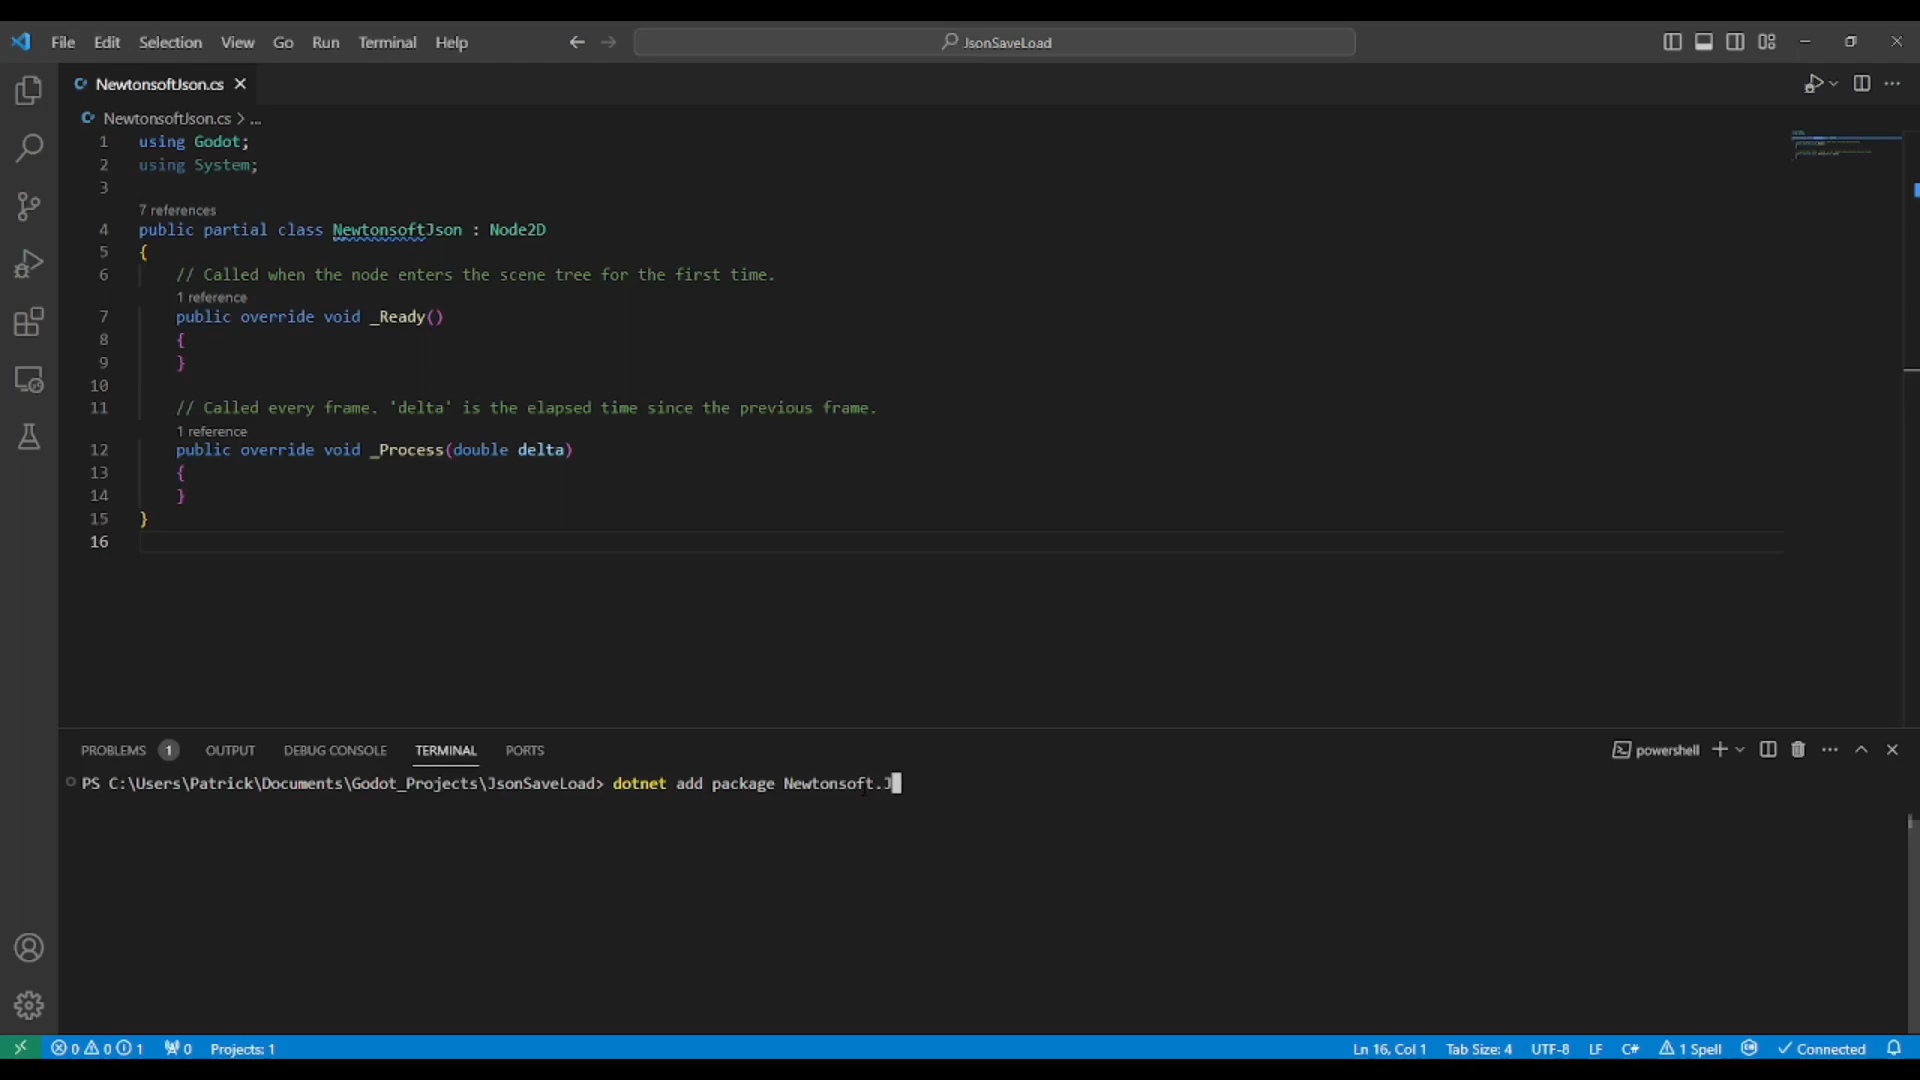 File Edit Selection View Go Run Terminal Help
JsonSaveLoad
NewtonsoftJson.cs
NewtonsoftJson.cs > ...
1 using Godot;
2 using System;
3
7 references
4 public partial class NewtonsoftJson : Node2D
5 {
6 // Called when the node enters the scene tree for the first time.
1 reference
7 public override void _Ready()
8 {
9 }
10
11 // Called every frame. 'delta' is the elapsed time since the previous frame.
1 reference
12 public override void _Process(double delta)
13 {
14 }
15 }
16
PROBLEMS 1 OUTPUT DEBUG CONSOLE TERMINAL PORTS
powershell
PS C:\Users\Patrick\Documents\Godot_Projects\JsonSaveLoad> dotnet add package Newtonsoft.J
0 0 1 0 Projects: 1
Ln 16, Col 1 Tab Size: 4 UTF-8 LF C# 1 Spell Connected